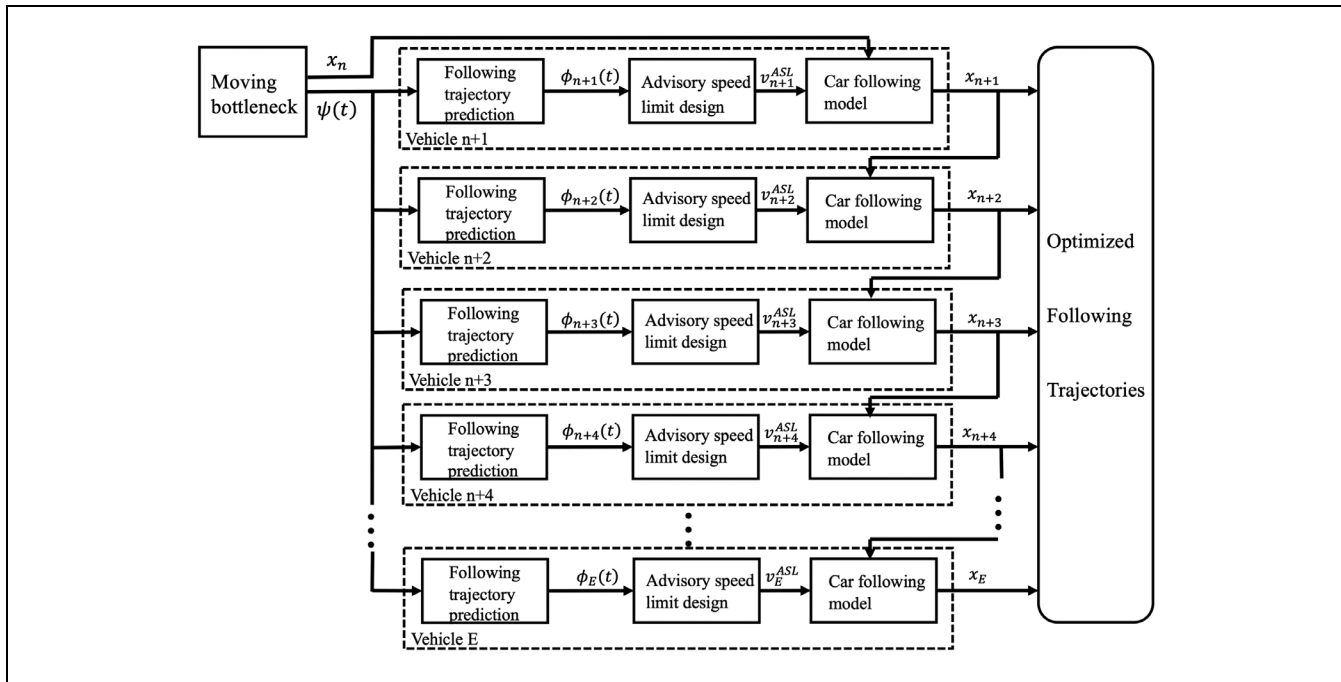 Moving
bottleneck
x_n
ψ(t)
Following
trajectory
prediction
ϕ_{n+1}(t)
Advisory speed
limit design
v_{n+1}^{ASL}
Car following
model
x_{n+1}
Vehicle n+1
Following
trajectory
prediction
ϕ_{n+2}(t)
Advisory speed
limit design
v_{n+2}^{ASL}
Car following
model
x_{n+2}
Vehicle n+2
Following
trajectory
prediction
ϕ_{n+3}(t)
Advisory speed
limit design
v_{n+3}^{ASL}
Car following
model
x_{n+3}
Vehicle n+3
Following
trajectory
prediction
ϕ_{n+4}(t)
Advisory speed
limit design
v_{n+4}^{ASL}
Car following
model
x_{n+4}
Vehicle n+4
Following
trajectory
prediction
ϕ_E(t)
Advisory speed
limit design
v_E^{ASL}
Car following
model
x_E
Vehicle E
Optimized
Following
Trajectories